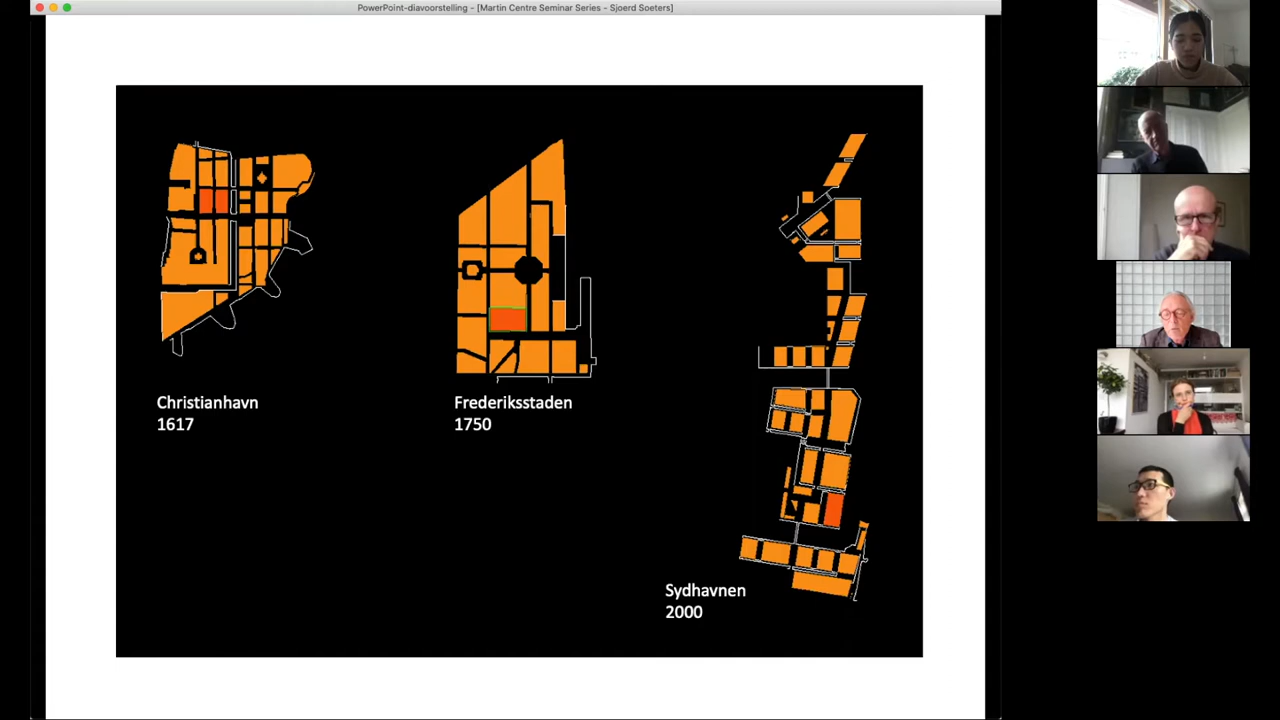 PowerPoint-diavoorstelling - [Martin Centre Seminar Series - Sjoerd Soeters]
Christianhavn
1617
Frederiksstaden
1750
Sydhavnen
2000